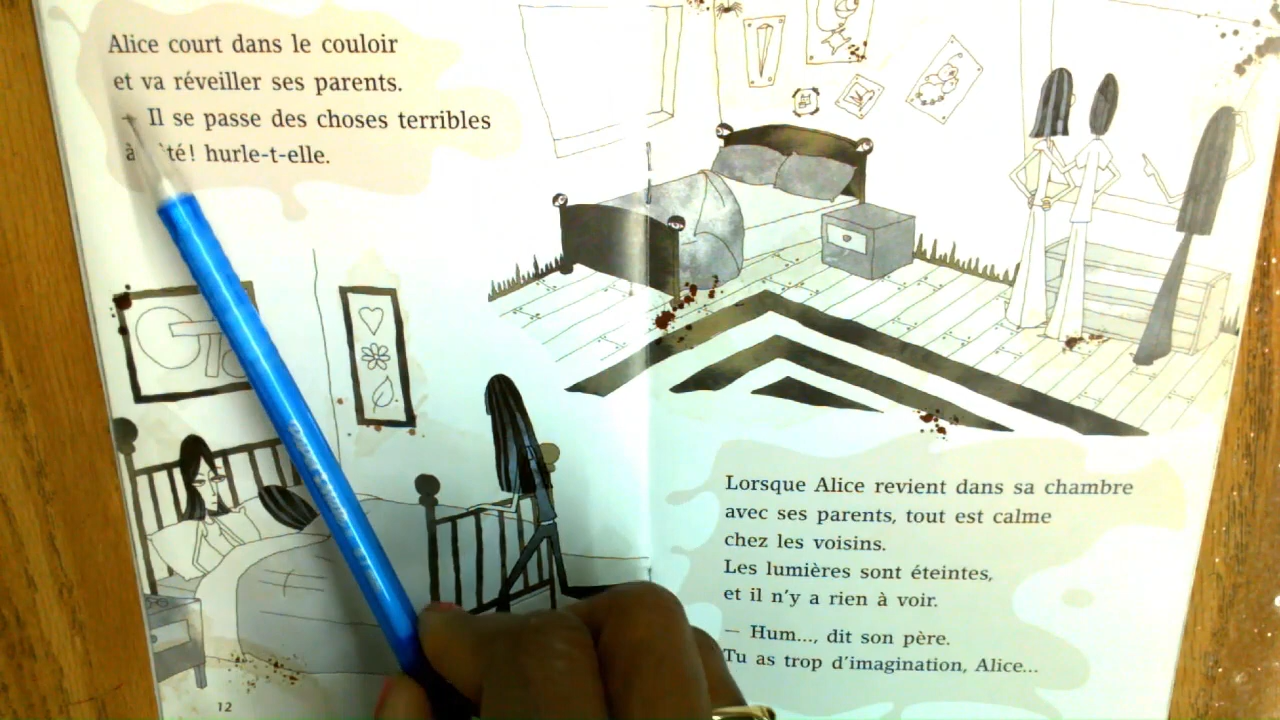 Alice court dans le couloir
et va réveiller ses parents.
— Il se passe des choses terribles
à té! hurle-t-elle.
Lorsque Alice revient dans sa chambre
avec ses parents, tout est calme
chez les voisins.
Les lumières sont éteintes,
et il n'y a rien à voir.
— Hum..., dit son père.
Tu as trop d'imagination, Alice...
12